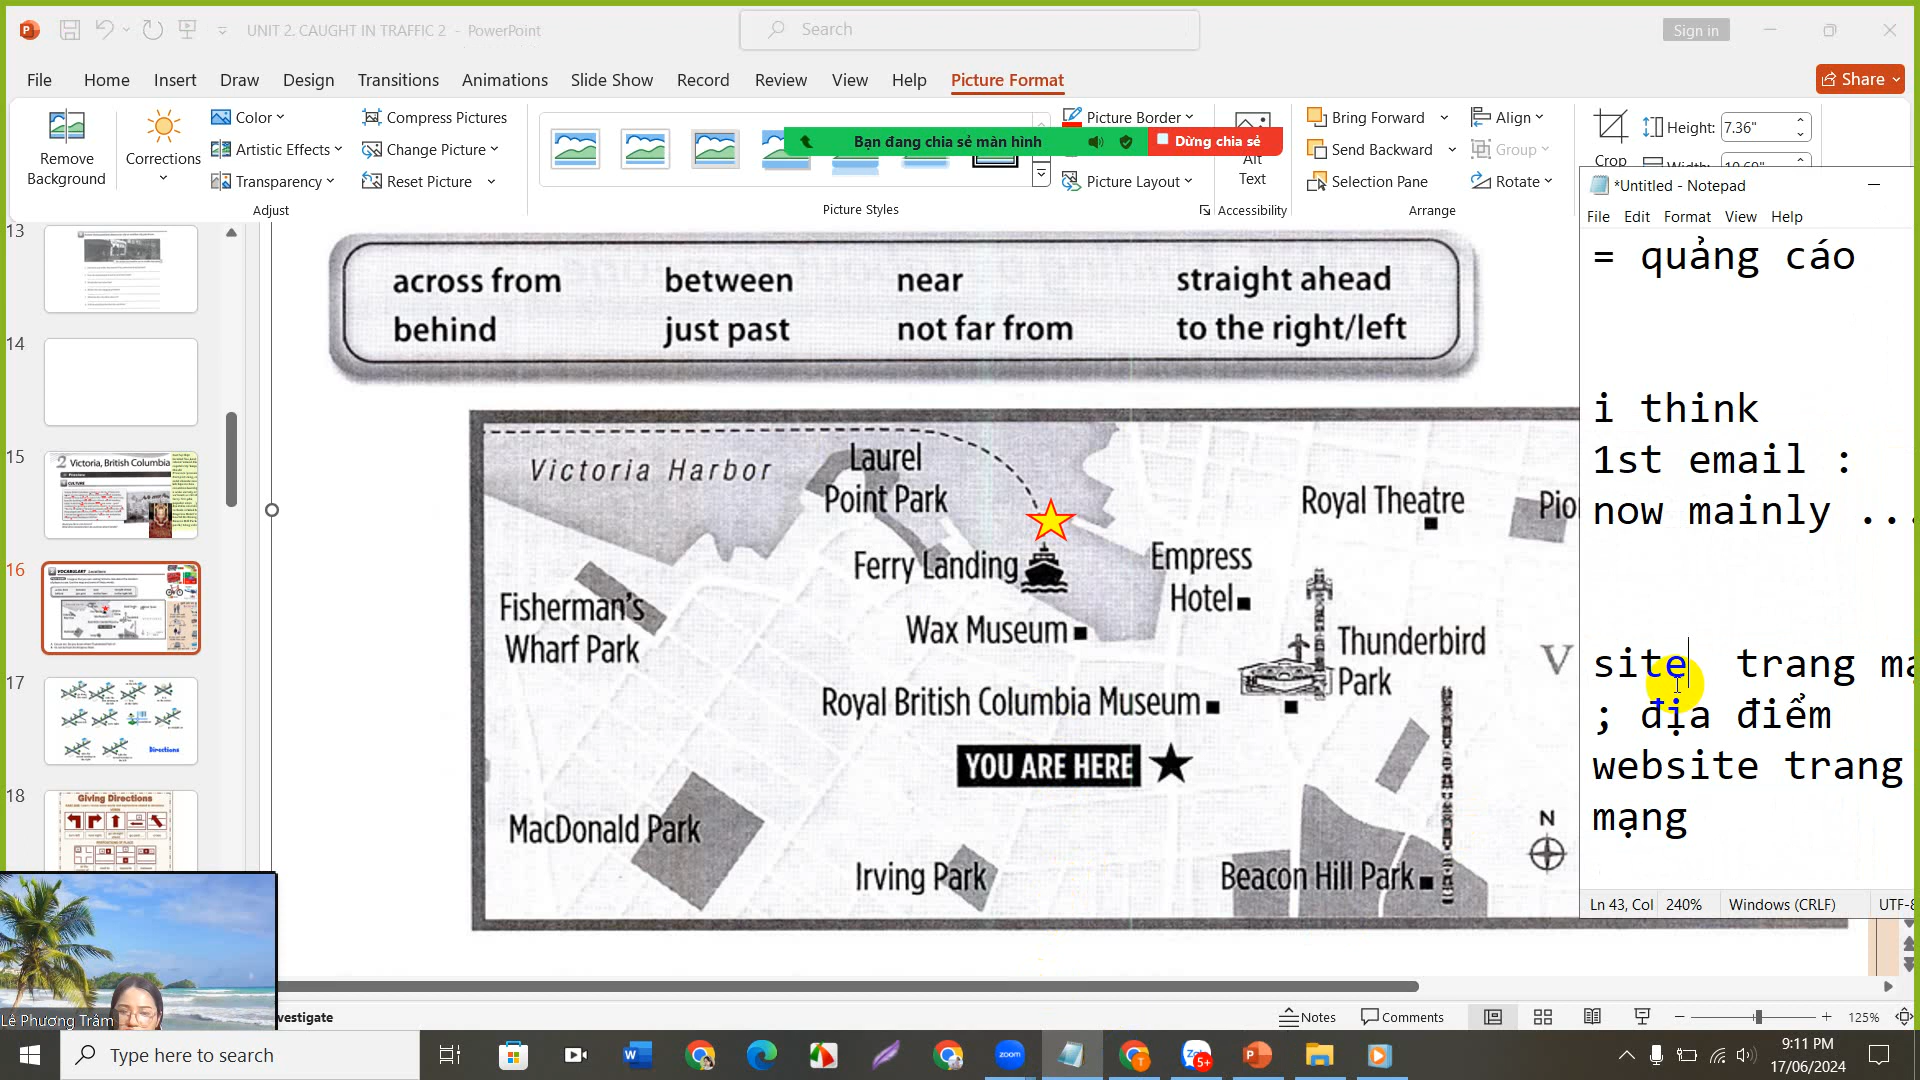 UNIT 2. CAUGHT IN TRAFFIC 2 - PowerPoint
Search
Sign in
File Home Insert Draw Design Transitions Animations Slide Show Record Review View Help Picture Format
Share
Remove Background
Corrections
Color
Artistic Effects
Transparency
Compress Pictures
Change Picture
Reset Picture
Adjust
Picture Styles
Bạn đang chia sẻ màn hình
Dừng chia sẻ
Picture Border
Picture Layout
Alt Text
Accessibility
Bring Forward
Send Backward
Selection Pane
Align
Group
Rotate
Arrange
Crop
Height: 7.36"
13
14
15
2 Victoria, British Columbia
CULTURE
16
VOCABULARY
17
Directions
18
Giving Directions
across from between near straight ahead
behind just past not far from to the right/left
Victoria Harbor
Laurel
Point Park
Royal Theatre
Ferry Landing
Empress
Hotel
Fisherman's
Wharf Park
Wax Museum
Thunderbird
Park
Royal British Columbia Museum
YOU ARE HERE
MacDonald Park
Irving Park
Beacon Hill Park
N
V
*Untitled - Notepad
File Edit Format View Help
= quảng cáo
i think
1st email :
now mainly ...
site trang
; địa điểm
website trang
mạng
Ln 43, Col 240% Windows (CRLF) UTF-8
Lê Phương Trâm
Notes
Comments
125%
Type here to search
zoom
5+
9:11 PM
17/06/2024